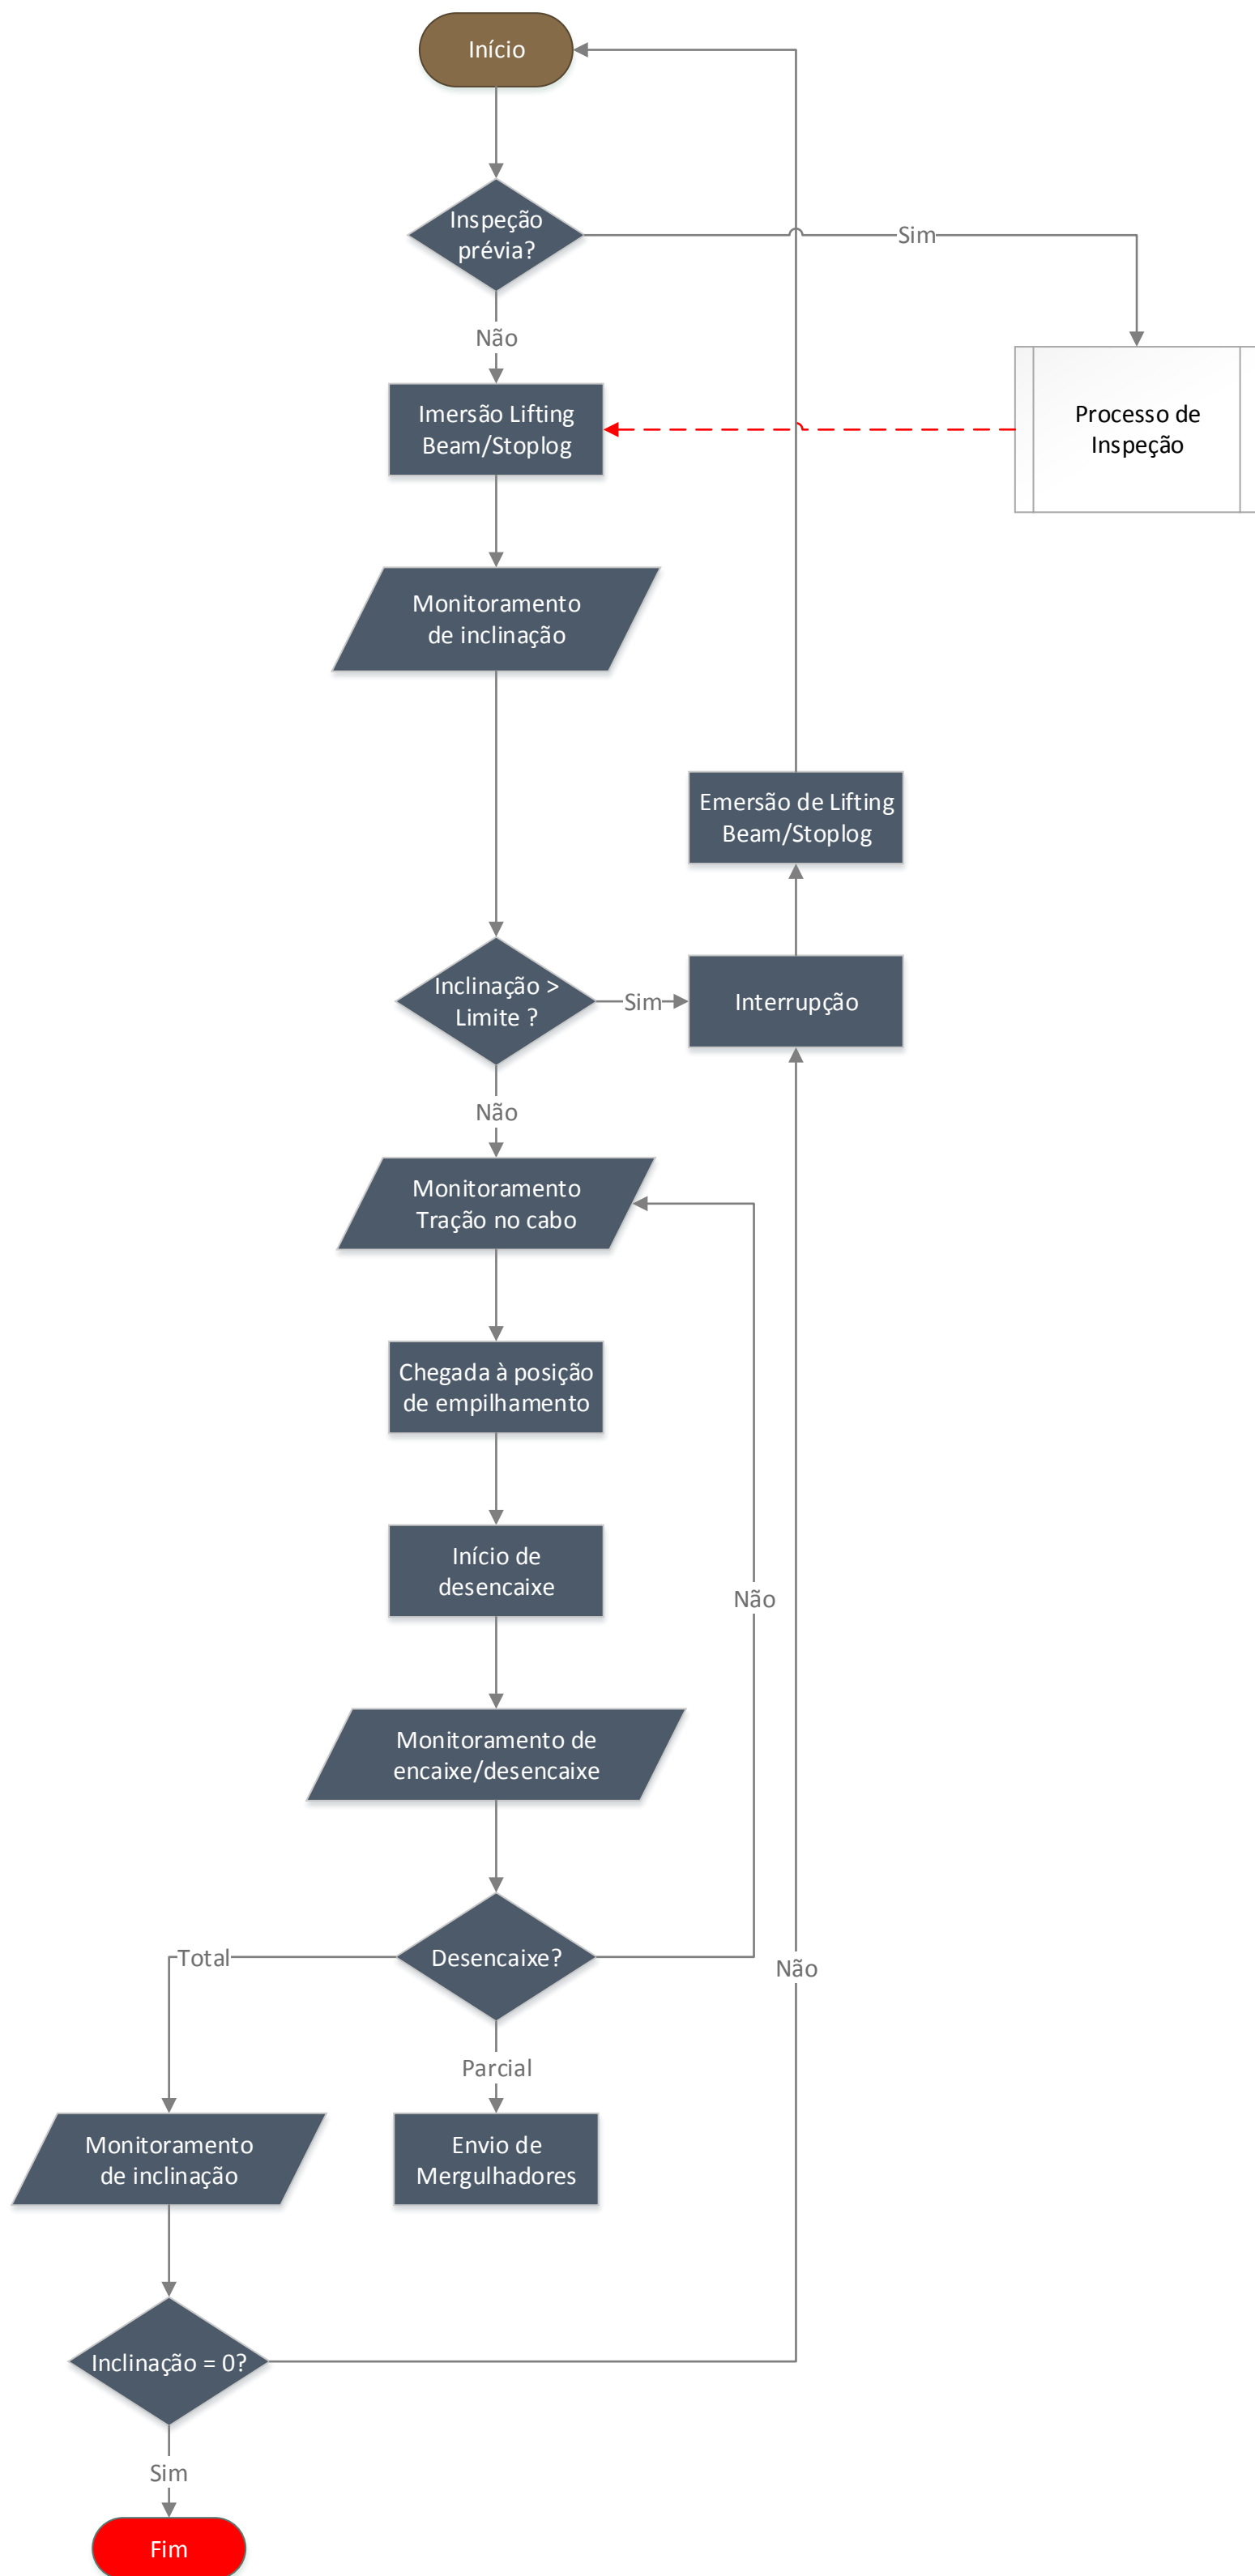 Início
Inspeção
prévia?
Sim
Não
Imersão Lifting
Beam/Stoplog
Processo de
Inspeção
Monitoramento
de inclinação
Emersão de Lifting
Beam/Stoplog
Inclinação >
Limite ?
Sim
Interrupção
Não
Monitoramento
Tração no cabo
Chegada à posição
de empilhamento
Início de
desencaixe
Não
Monitoramento de
encaixe/desencaixe
Total
Desencaixe?
Não
Parcial
Monitoramento
de inclinação
Envio de
Mergulhadores
Inclinação = 0?
Sim
Fim